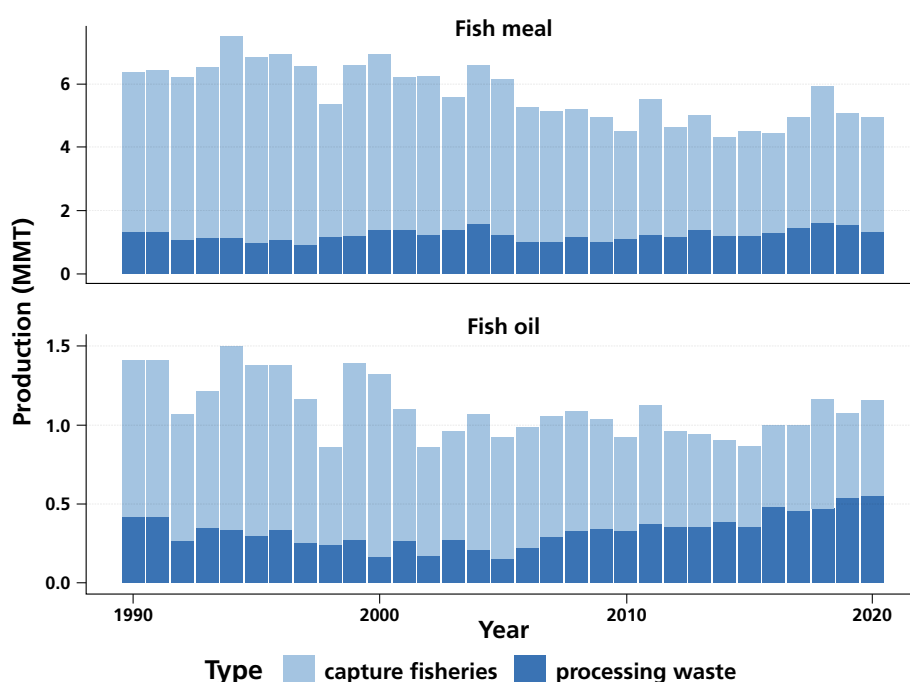 Fish meal
6
4
2
0
Fish oil
1.5
1.0
0.5
0.0
Production (MMT)
1990 2000 2010 2020
Year
Type capture fisheries processing waste